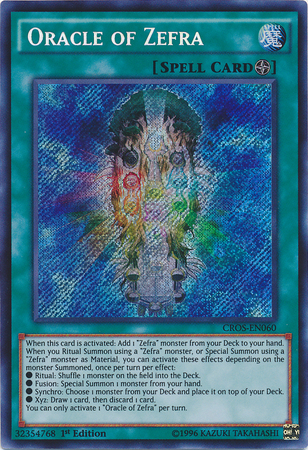 ORACLE OF ZEFRA
[SPELL CARD]
CROS-EN060
When this card is activated: Add 1 "Zefra" monster from your Deck to your hand.
When you Ritual Summon using a "Zefra" monster, or Special Summon using a
"Zefra" monster as Material, you can activate these effects depending on the
monster Summoned, once per turn per effect:
● Ritual: Shuffle 1 monster on the field into the Deck.
● Fusion: Special Summon 1 monster from your hand.
● Synchro: Choose 1 monster from your Deck and place it on top of your Deck.
● Xyz: Draw 1 card, then discard 1 card.
You can only activate 1 "Oracle of Zefra" per turn.
32354768 1st Edition ©1996 KAZUKI TAKAHASHI